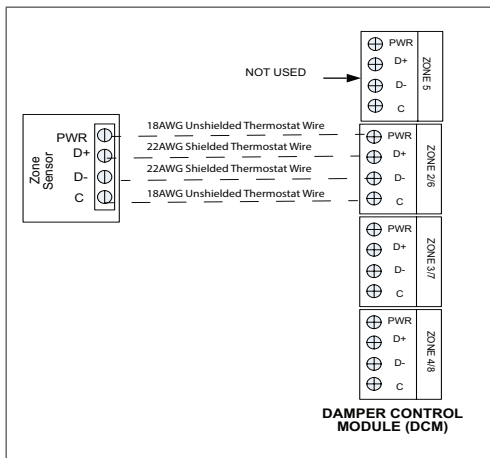 NOT USED
PWR
D+
D-
C
ZONE 5
Zone
Sensor
PWR
D+
D-
C
18AWG Unshielded Thermostat Wire
22AWG Shielded Thermostat Wire
22AWG Shielded Thermostat Wire
18AWG Unshielded Thermostat Wire
PWR
D+
D-
C
ZONE 2/6
PWR
D+
D-
C
ZONE 3/7
PWR
D+
D-
C
ZONE 4/8
DAMPER CONTROL
MODULE (DCM)